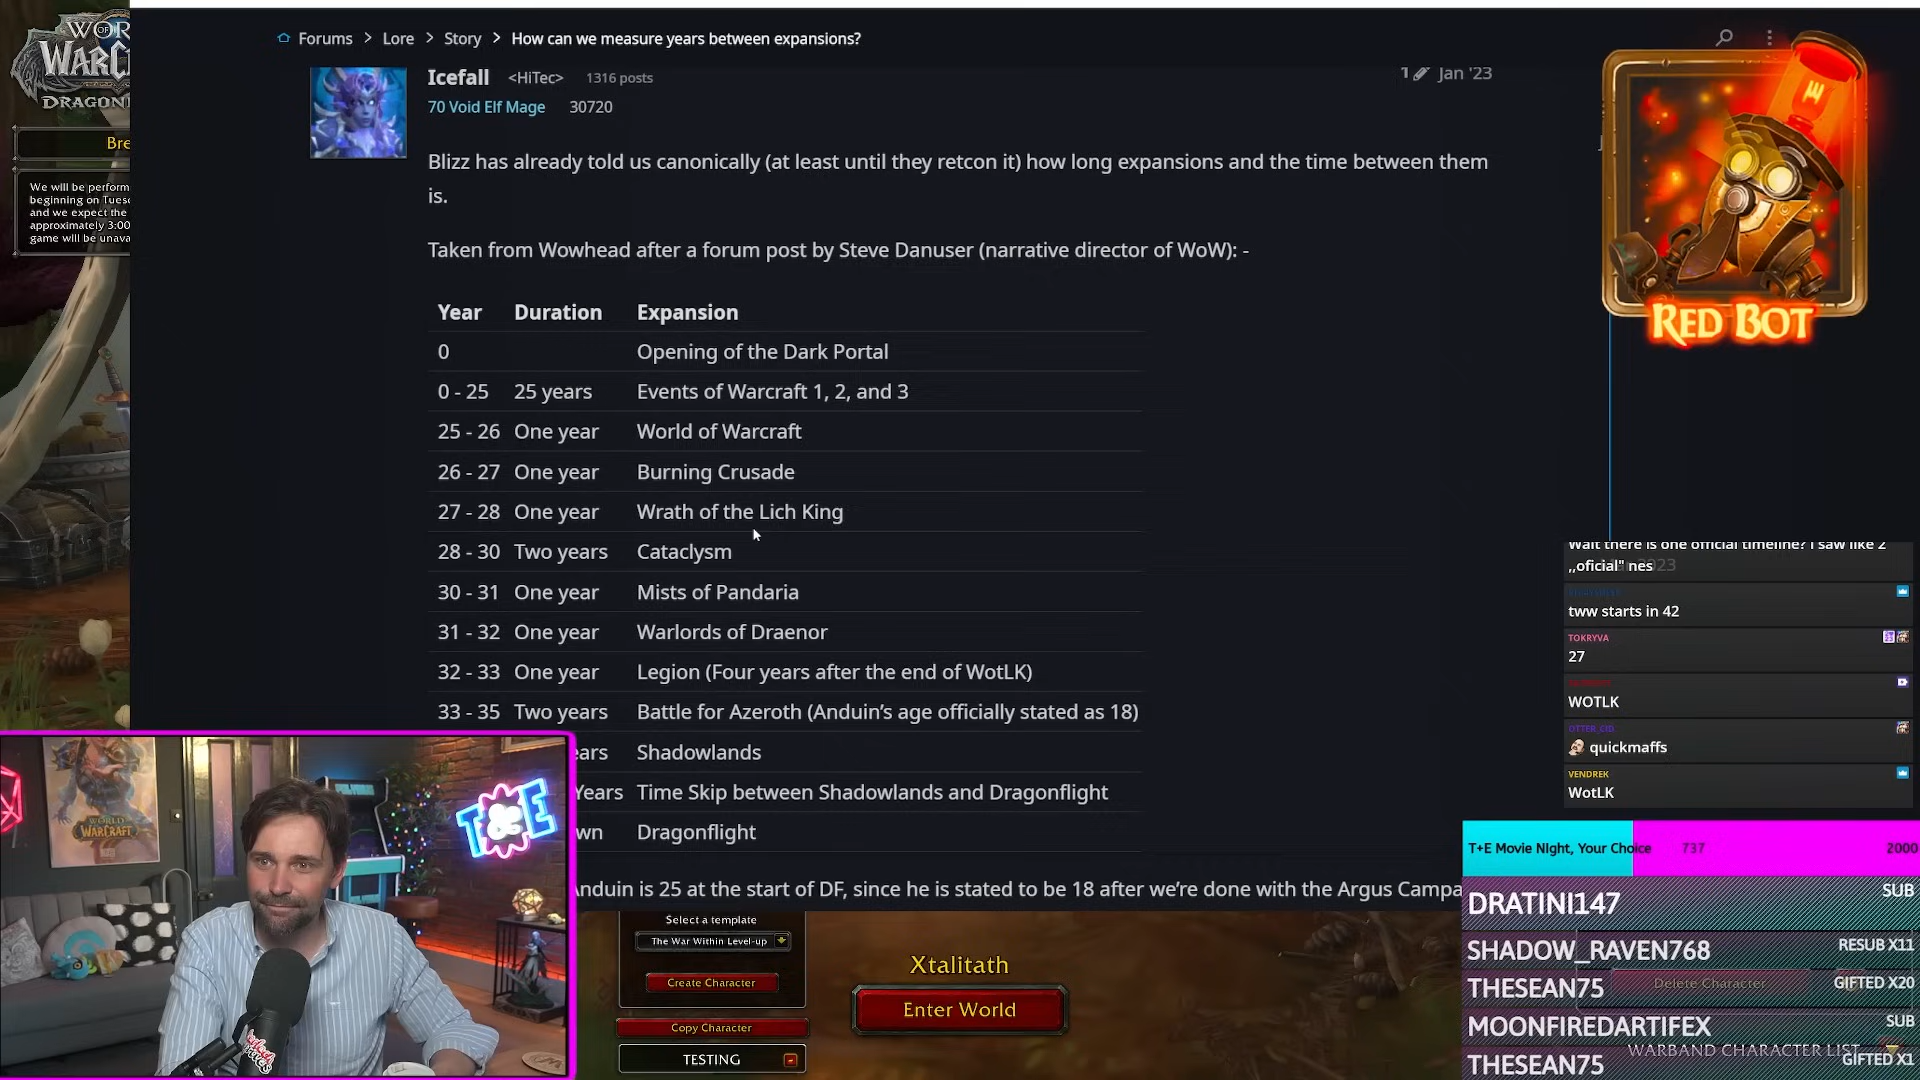 WOR
OF
WARC
DRAGON
Bre
We will be perform
beginning on Tues
and we expect the
approximately 3:00
game will be unava
Forums > Lore > Story > How can we measure years between expansions?
Icefall <HiTec> 1316 posts
1 Jan '23
70 Void Elf Mage 30720
Blizz has already told us canonically (at least until they retcon it) how long expansions and the time between them
is.
Taken from Wowhead after a forum post by Steve Danuser (narrative director of WoW): -
Year Duration Expansion
0 Opening of the Dark Portal
0 - 25 25 years Events of Warcraft 1, 2, and 3
25 - 26 One year World of Warcraft
26 - 27 One year Burning Crusade
27 - 28 One year Wrath of the Lich King
28 - 30 Two years Cataclysm
30 - 31 One year Mists of Pandaria
31 - 32 One year Warlords of Draenor
32 - 33 One year Legion (Four years after the end of WotLK)
33 - 35 Two years Battle for Azeroth (Anduin's age officially stated as 18)
ears Shadowlands
Years Time Skip between Shadowlands and Dragonflight
wn Dragonflight
Anduin is 25 at the start of DF, since he is stated to be 18 after we're done with the Argus Campa
RED BOT
Wait there is one official timeline? I saw like 2
„oficial" nes
tww starts in 42
TOKRYVA
27
WOTLK
OTTER_CID
quickmaffs
VENDREK
WotLK
T+E Movie Night, Your Choice 737 2000
DRATINI147 SUB
SHADOW_RAVEN768 RESUB X11
THESEAN75 GIFTED X20
Delete Character
MOONFIREDARTIFEX SUB
WARBAND CHARACTER LIST
THESEAN75 GIFTED X1
WORLD
WARCRAFT
T&E
Select a template
The War Within Level-up
Create Character
Copy Character
TESTING
Xtalitath
Enter World